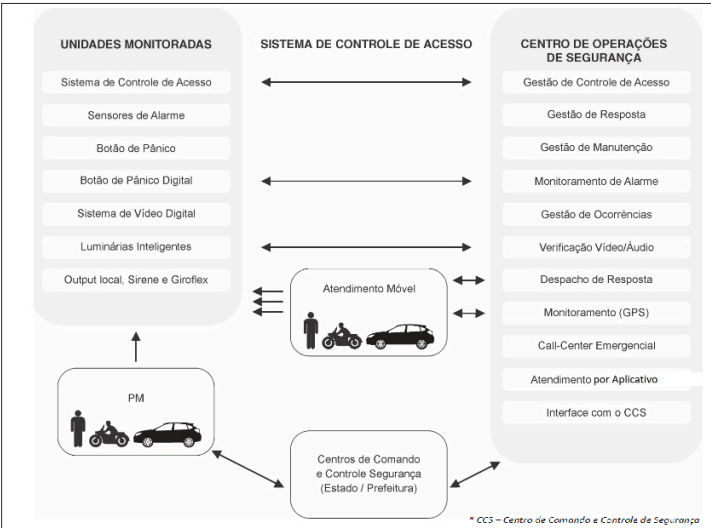 UNIDADES MONITORADAS
Sistema de Controle de Acesso
Sensores de Alarme
Botão de Pânico
Botão de Pânico Digital
Sistema de Vídeo Digital
Luminárias Inteligentes
Output local, Sirene e Giroflex
SISTEMA DE CONTROLE DE ACESSO
CENTRO DE OPERAÇÕES
DE SEGURANÇA
Gestão de Controle de Acesso
Gestão de Resposta
Gestão de Manutenção
Monitoramento de Alarme
Gestão de Ocorrências
Verificação Vídeo/Áudio
Despacho de Resposta
Monitoramento (GPS)
Call-Center Emergencial
Atendimento por Aplicativo
Interface com o CCS
Atendimento Móvel
PM
Centros de Comando
e Controle Segurança
(Estado / Prefeitura)
* CCS – Centro de Comando e Controle de Segurança